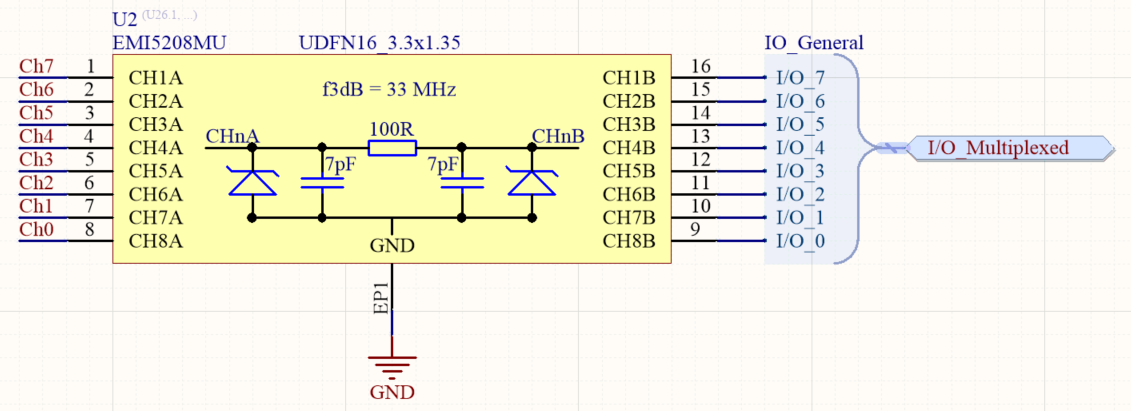 U2 (U26.1, ...)
EMI5208MU UDFN16_3.3x1.35 IO_General
Ch7 1 CH1A CH1B 16 I/O_7
Ch6 2 CH2A f3dB = 33 MHz CH2B 15 I/O_6
Ch5 3 CH3A CH3B 14 I/O_5
Ch4 4 CH4A CHnA 100R CHnB CH4B 13 I/O_4 I/O_Multiplexed
Ch3 5 CH5A 7pF 7pF CH5B 12 I/O_3
Ch2 6 CH6A CH6B 11 I/O_2
Ch1 7 CH7A CH7B 10 I/O_1
Ch0 8 CH8A GND CH8B 9 I/O_0
EP1
GND